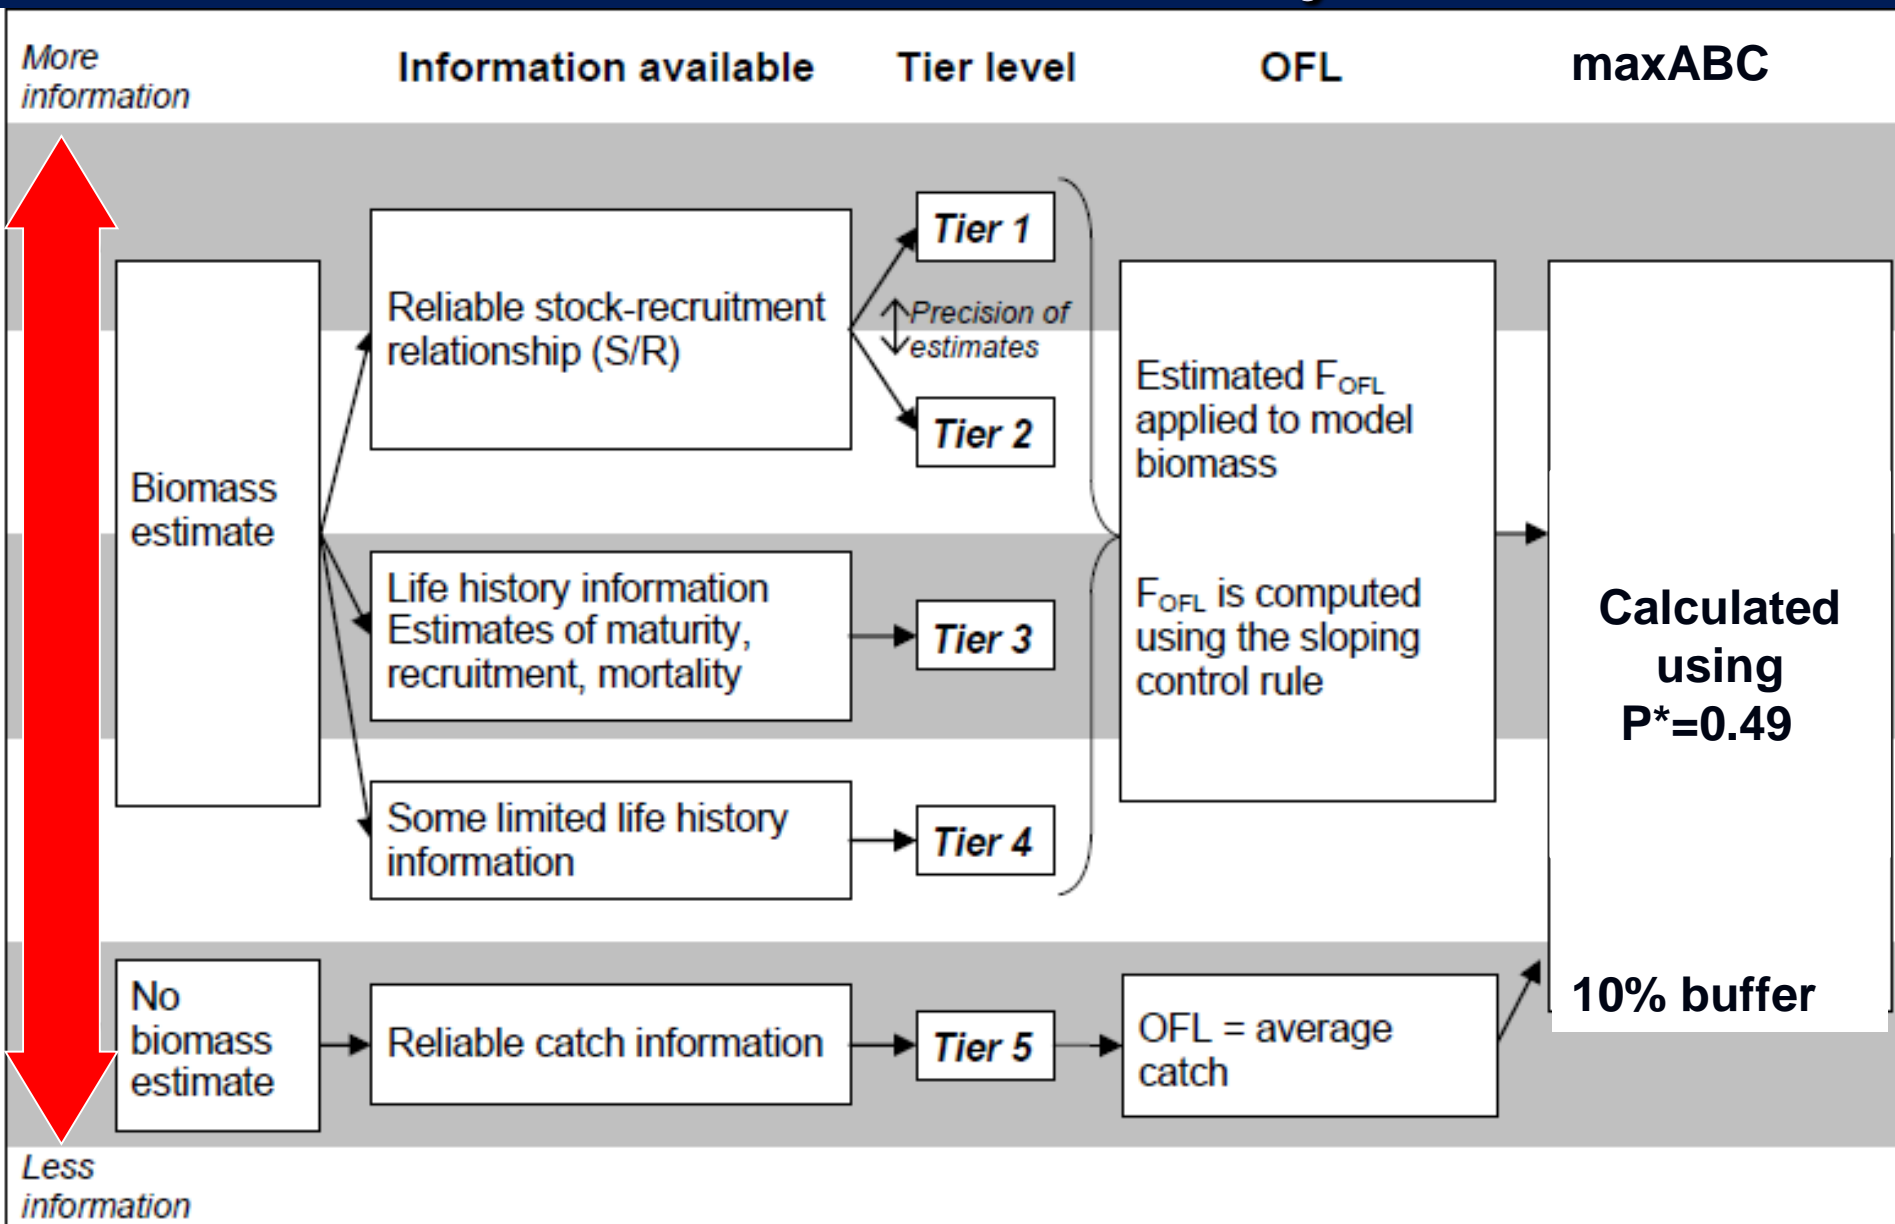 More
information
Information available
Tier level
OFL
maxABC
Biomass
estimate
Reliable stock-recruitment
relationship (S/R)
Tier 1
Precision of
estimates
Tier 2
Life history information
Estimates of maturity,
recruitment, mortality
Tier 3
Some limited life history
information
Tier 4
Estimated FOFL
applied to model
biomass
FOFL is computed
using the sloping
control rule
Calculated
using
P*=0.49
No
biomass
estimate
Reliable catch information
Tier 5
OFL = average
catch
10% buffer
Less
information